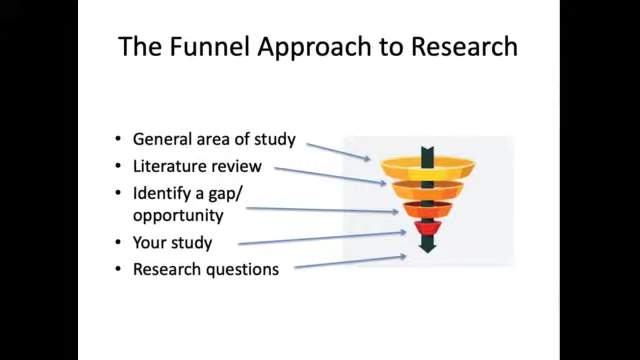 The Funnel Approach to Research
• General area of study
• Literature review
• Identify a gap/
opportunity
• Your study
• Research questions